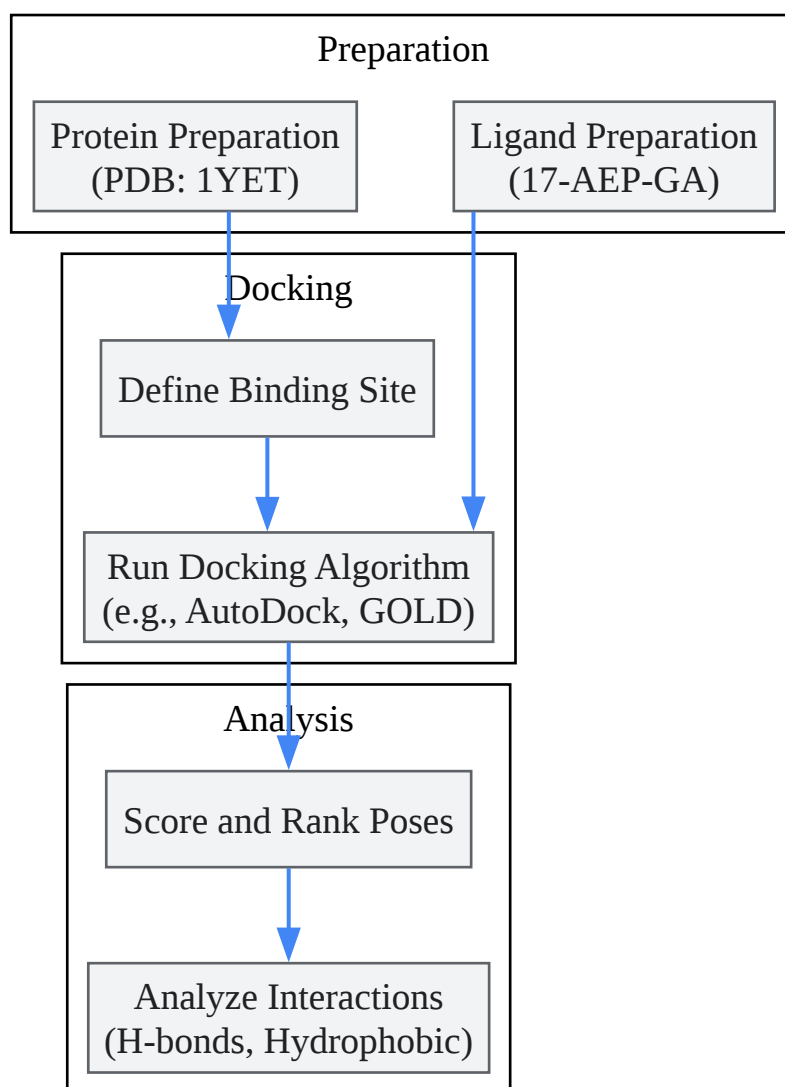 Preparation
Protein Preparation
(PDB: 1YET)
Ligand Preparation
(17-AEP-GA)
Docking
Define Binding Site
Run Docking Algorithm
(e.g., AutoDock, GOLD)
Analysis
Score and Rank Poses
Analyze Interactions
(H-bonds, Hydrophobic)